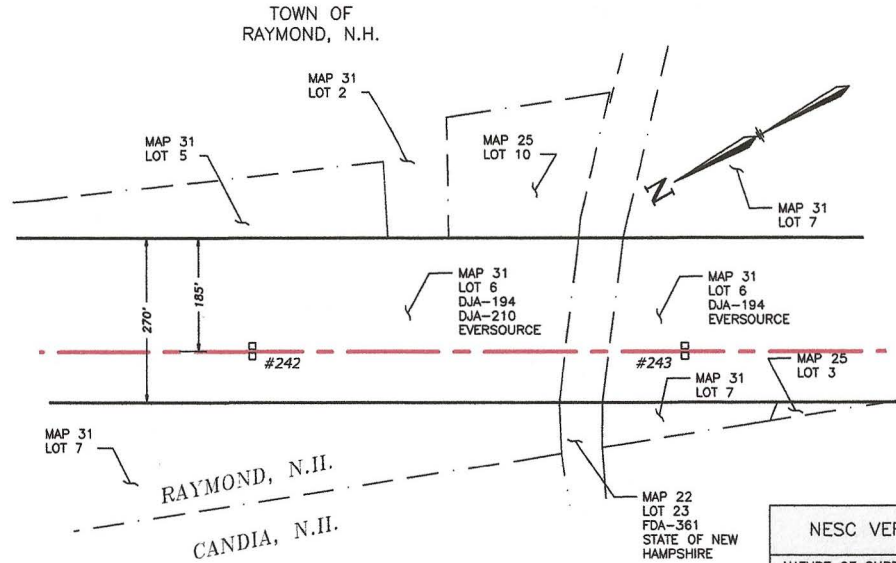 TOWN OF
RAYMOND, N.H.
MAP 31
LOT 2
MAP 31
LOT 5
MAP 25
LOT 10
N
MAP 31
LOT 7
270'
185'
MAP 31
LOT 6
DJA-194
DJA-210
EVERSOURCE
MAP 31
LOT 6
DJA-194
EVERSOURCE
#242
#243
MAP 25
LOT 3
MAP 31
LOT 7
MAP 31
LOT 7
RAYMOND, N.H.
CANDIA, N.H.
MAP 22
LOT 23
FDA-361
STATE OF NEW
HAMPSHIRE
NESC VER